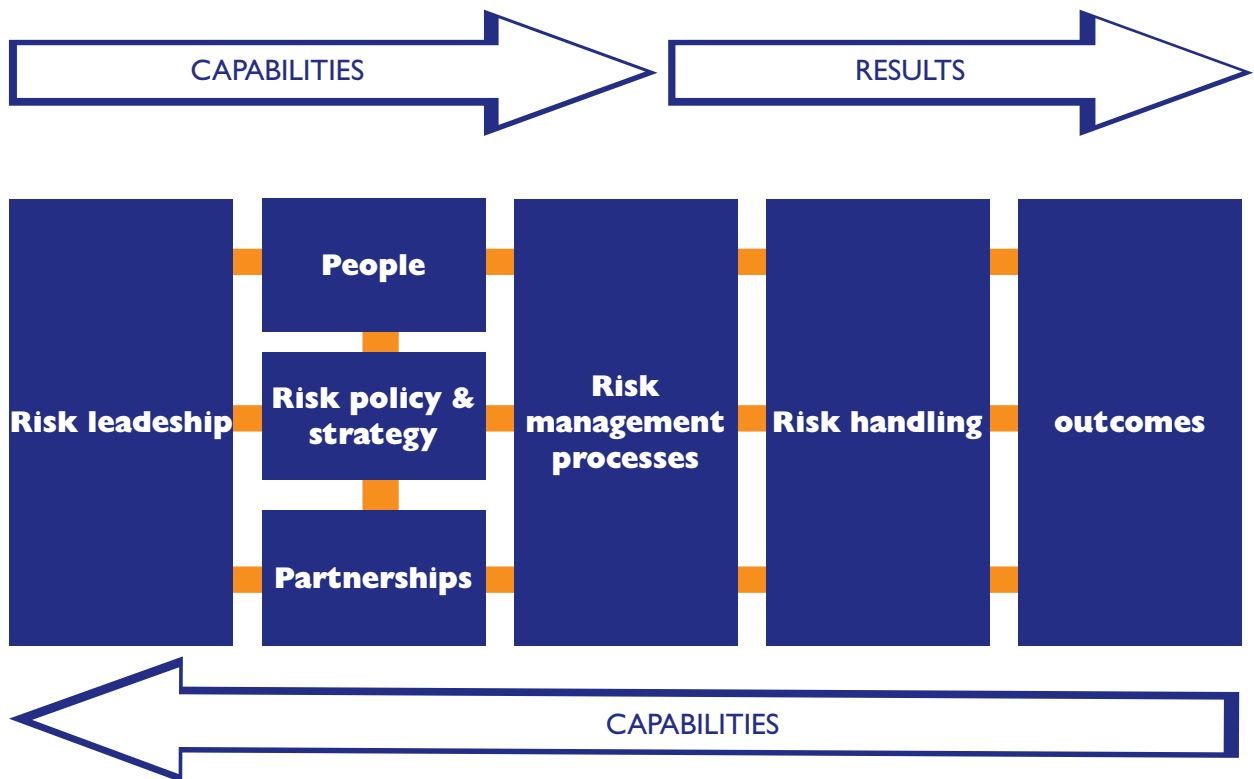 CAPABILITIES
RESULTS
Risk leadeship
People
Risk policy &
strategy
Partnerships
Risk
management
processes
Risk handling
outcomes
CAPABILITIES